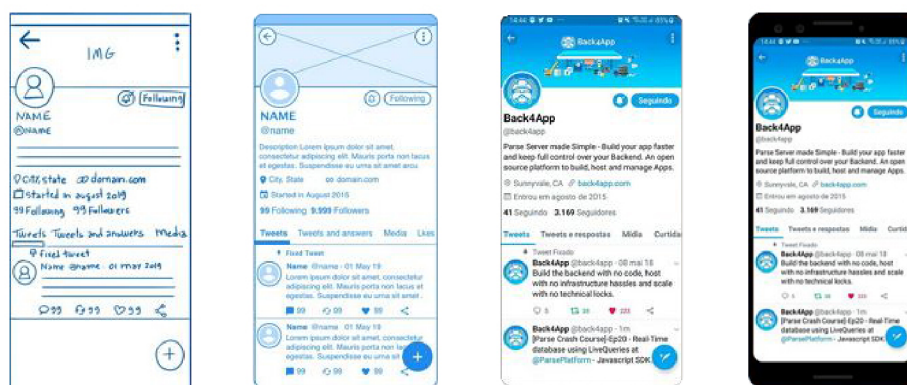 IMG
Following
NAME
@NAME
City, state domain.com
Started in august 2019
99 Following 99 Followers
Tweets Tweets and answers Media
Fixed tweet
Name @name 01 may 2019
99 99 99
Following
NAME
@name
Description Lorem ipsum dolor sit amet,
consectetur adipiscing elit. Mauris porta non lacus
et egestas. Suspendisse eu urna sit amet arcu.
City, State domain.com
Started in August 2015
99 Following 9.999 Followers
Tweets Tweets and answers Media Likes
Fixed Tweet
Name @name · 01 May 19
Lorem ipsum dolor sit amet, consectetur
adipiscing elit. Mauris porta non lacus et
egestas. Suspendisse eu urna sit amet .
99 99 99
Name @name · 01 May 19
Lorem ipsum dolor sit amet, consectetur
adipiscing elit. Mauris porta non
egestas. Suspendisse eu urna sit
99 99 99
14:44
Back4App
Seguindo
Back4App
@back4app
Parse Server made Simple - Build your app faster
and keep full control over your Backend. An open
source platform to build, host and manage Apps.
Sunnyvale, CA back4app.com
Entrou em agosto de 2015
41 Seguindo 3.169 Seguidores
Tweets Tweets e respostas Mídia Curtida
Tweet Fixado
Back4App @back4app · 08 mai 18
Build the backend with no code, host
with no infrastructure hassles and scale
with no technical locks.
5 38 223
Back4App @back4app · 1m
[Parse Crash Course]-Ep20 - Real-Time
database using LiveQueries at
@ParsePlatform - Javascript SDK
14:44
Back4App
Seguindo
Back4App
@back4app
Parse Server made Simple - Build your app faster
and keep full control over your Backend. An open
source platform to build, host and manage Apps.
Sunnyvale, CA back4app.com
Entrou em agosto de 2015
41 Seguindo 3.169 Seguidores
Tweets Tweets e respostas Mídia Curtid
Tweet Fixado
Back4App @back4app · 08 mai 18
Build the backend with no code, host
with no infrastructure hassles and scale
with no technical locks.
5 38 223
Back4App @back4app · 1m
[Parse Crash Course]-Ep20 - Real-Time
database using LiveQueries at
@ParsePlatform - Javascript SDK